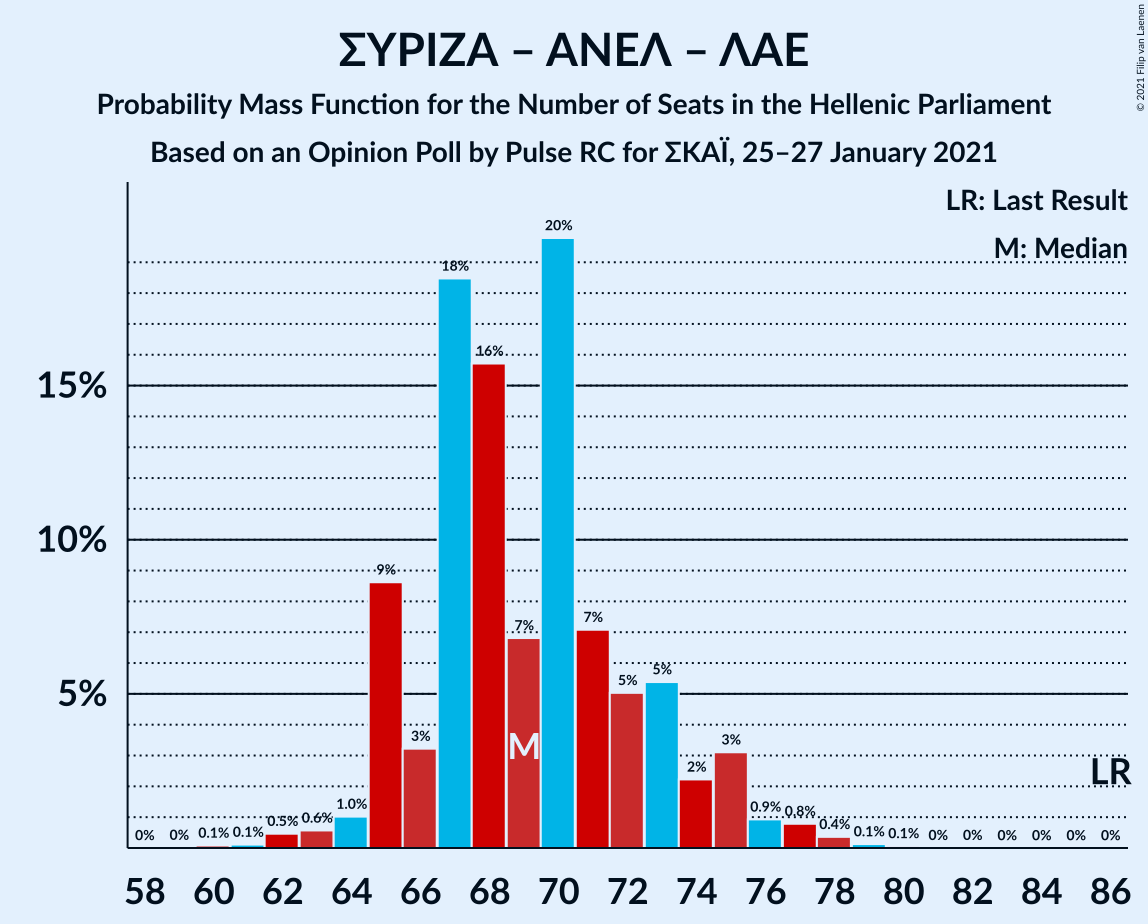 ΣΥΡΙΖΑ – ΑΝΕΛ – ΛΑΕ
Probability Mass Function for the Number of Seats in the Hellenic Parliament
Based on an Opinion Poll by Pulse RC for ΣΚΑΪ, 25–27 January 2021
© 2021 Filip van Laenen
LR: Last Result
M: Median
15%
10%
5%
0% 0% 0.1% 0.1% 0.5% 0.6% 1.0% 9% 3% 18% 16% 7% 20% 7% 5% 5% 2% 3% 0.9% 0.8% 0.4% 0.1% 0.1% 0% 0% 0% 0% 0% 0%
M
LR
58 60 62 64 66 68 70 72 74 76 78 80 82 84 86